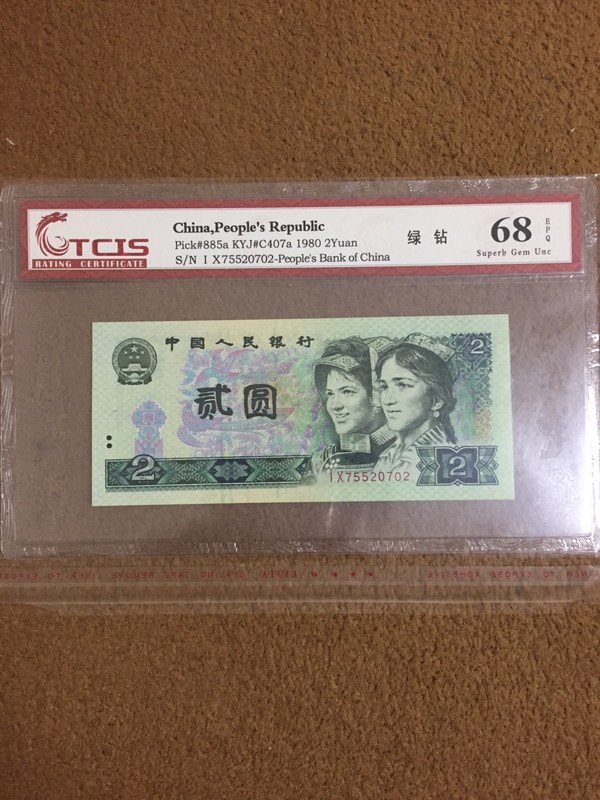 TCIS
RATING CERTIFICATE
China,People's Republic
Pick#885a KYJ#C407a 1980 2Yuan
S/N I X75520702-People's Bank of China
绿钻
68
EPQ
Superb Gem Unc
中国人民银行
贰圆
2
2
2
IX75520702